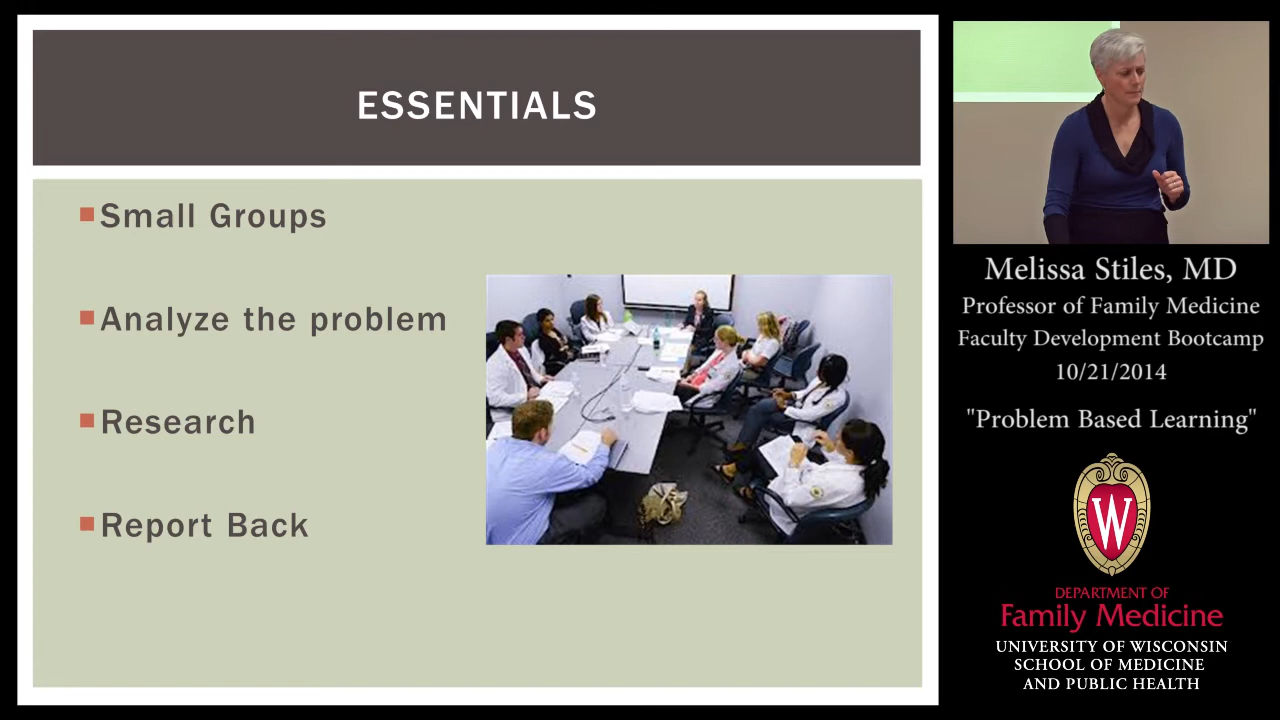 ESSENTIALS
Small Groups
Analyze the problem
Research
Report Back
Melissa Stiles, MD
Professor of Family Medicine
Faculty Development Bootcamp
10/21/2014
"Problem Based Learning"
W
DEPARTMENT OF
Family Medicine
UNIVERSITY OF WISCONSIN
SCHOOL OF MEDICINE
AND PUBLIC HEALTH